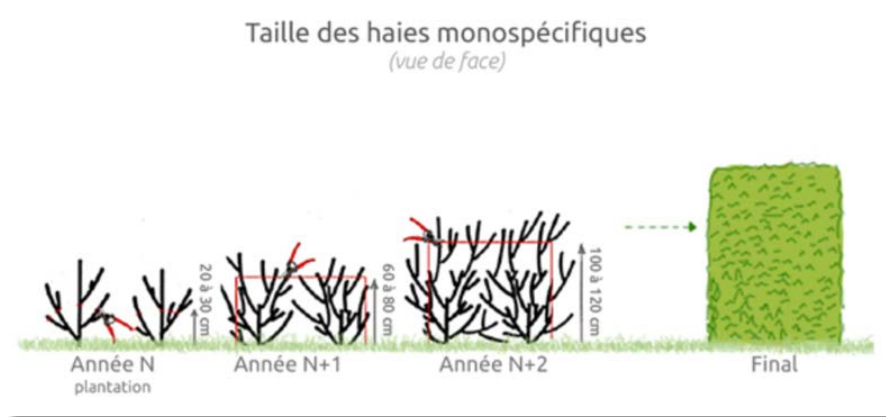 Taille des haies monospécifiques
(vue de face)
20 à 30 cm
60 à 80 cm
100 à 120 cm
Année N
plantation
Année N+1
Année N+2
Final